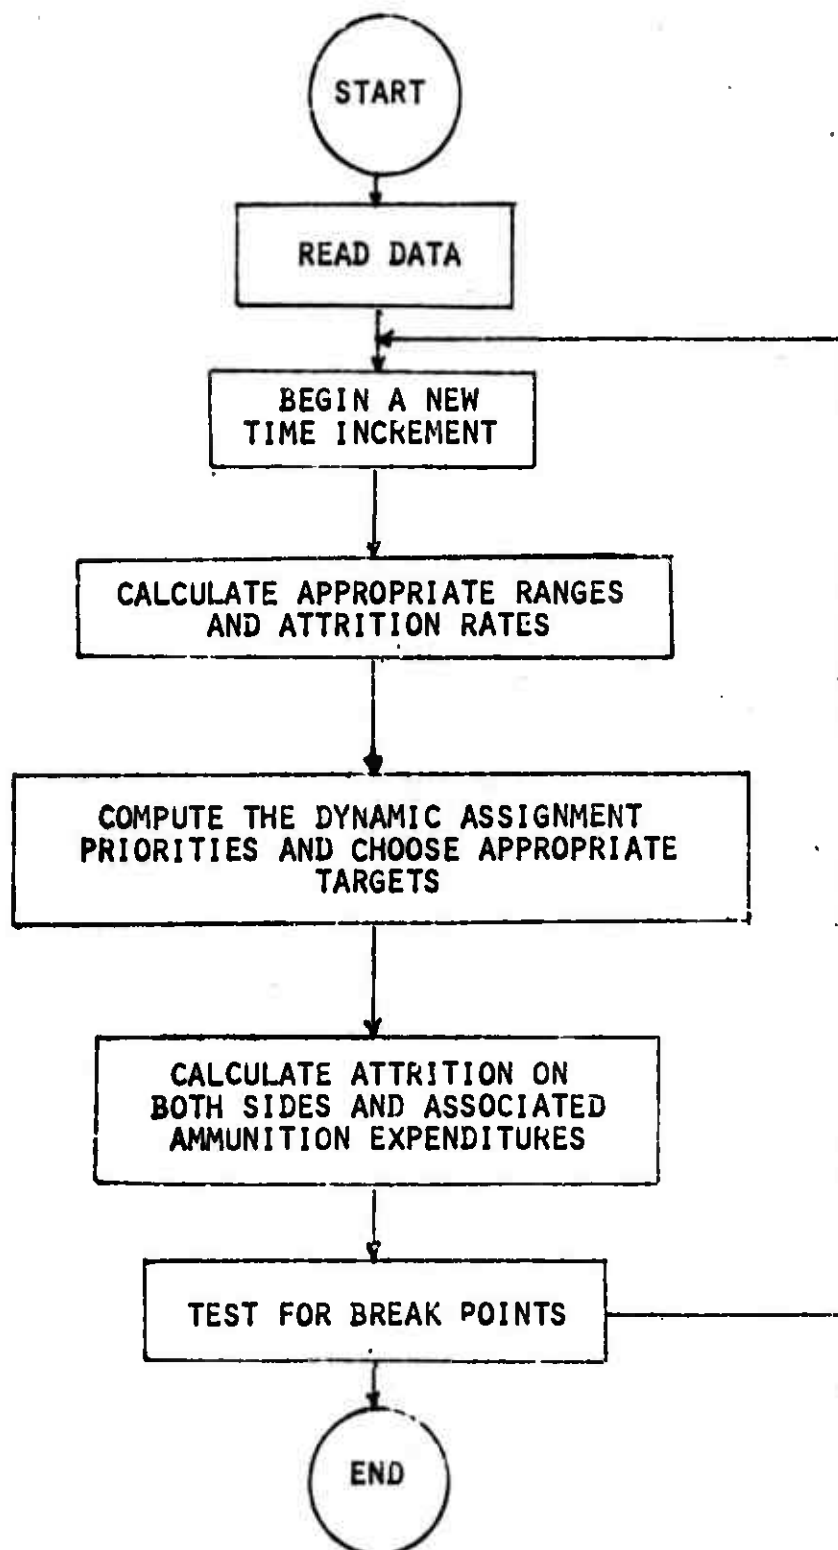 START
READ DATA
BEGIN A NEW
TIME INCREMENT
CALCULATE APPROPRIATE RANGES
AND ATTRITION RATES
COMPUTE THE DYNAMIC ASSIGNMENT
PRIORITIES AND CHOOSE APPROPRIATE
TARGETS
CALCULATE ATTRITION ON
BOTH SIDES AND ASSOCIATED
AMMUNITION EXPENDITURES
TEST FOR BREAK POINTS
END